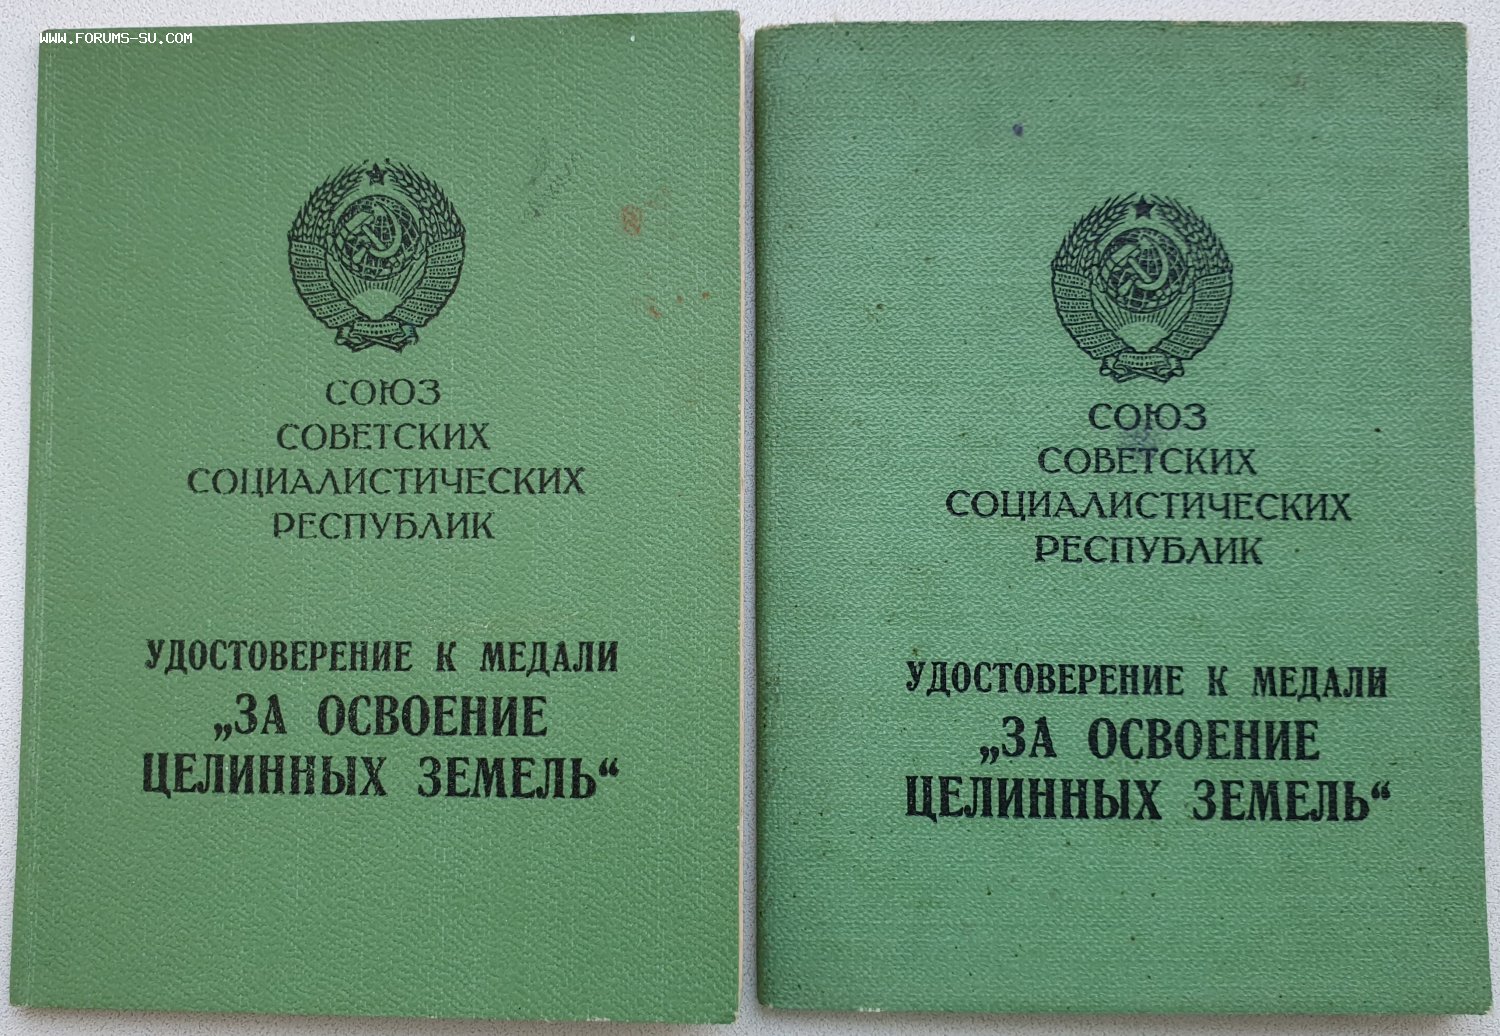 WWW.FORUMS-SU.COM
СОЮЗ
СОВЕТСКИХ
СОЦИАЛИСТИЧЕСКИХ
РЕСПУБЛИК
УДОСТОВЕРЕНИЕ К МЕДАЛИ
„ЗА ОСВОЕНИЕ
ЦЕЛИННЫХ ЗЕМЕЛЬ“
СОЮЗ
СОВЕТСКИХ
СОЦИАЛИСТИЧЕСКИХ
РЕСПУБЛИК
УДОСТОВЕРЕНИЕ К МЕДАЛИ
„ЗА ОСВОЕНИЕ
ЦЕЛИННЫХ ЗЕМЕЛЬ“